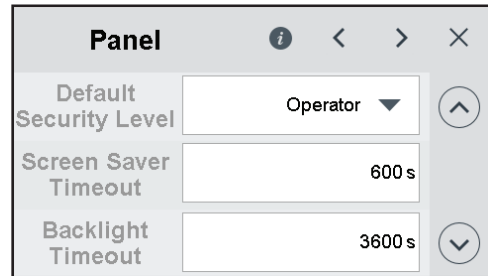 Panel
Default
Security Level
Operator
Screen Saver
Timeout
600 s
Backlight
Timeout
3600 s